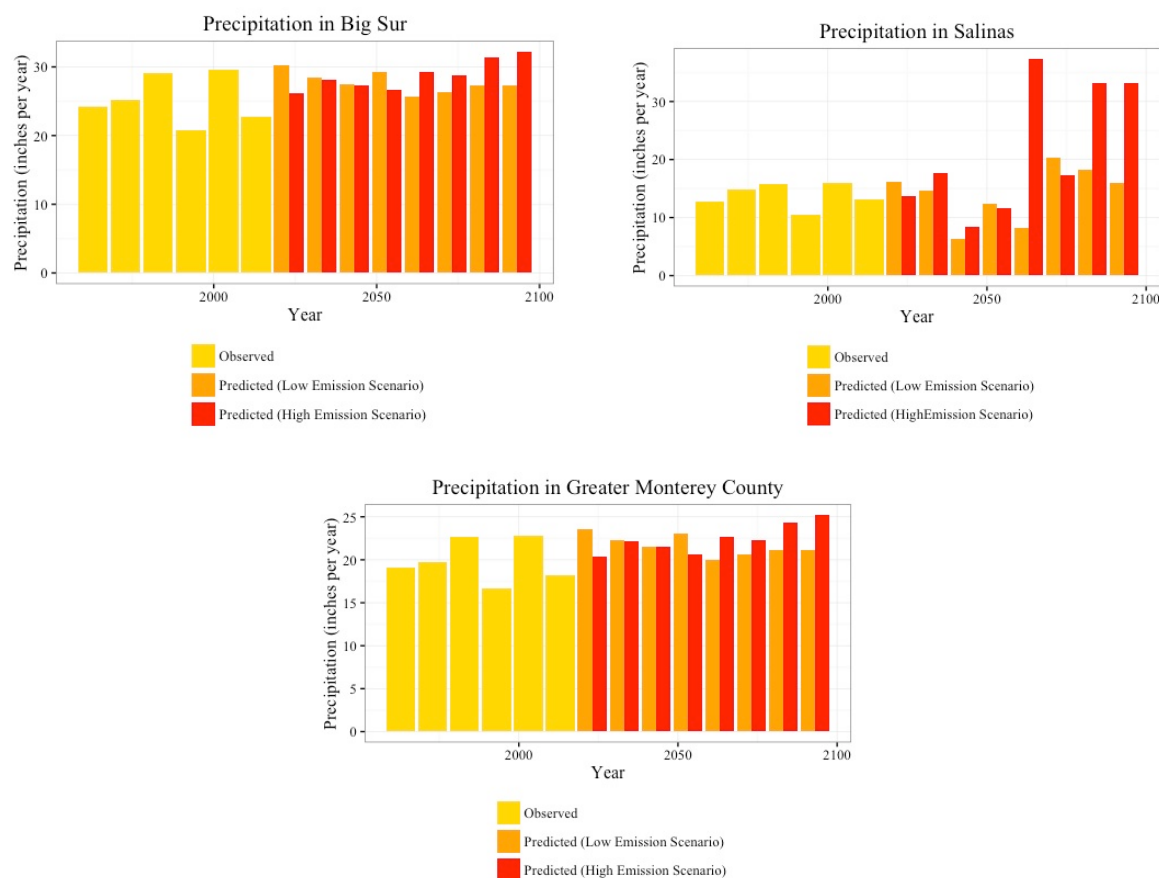 Precipitation in Big Sur
Precipitation (inches per year)
30
20
10
0
2000
2050
2100
Year
Observed
Predicted (Low Emission Scenario)
Predicted (High Emission Scenario)
Precipitation in Salinas
Precipitation (inches per year)
30
20
10
0
2000
2050
2100
Year
Observed
Predicted (Low Emission Scenario)
Predicted (HighEmission Scenario)
Precipitation in Greater Monterey County
Precipitation (inches per year)
25
20
15
10
5
0
2000
2050
2100
Year
Observed
Predicted (Low Emission Scenario)
Predicted (High Emission Scenario)